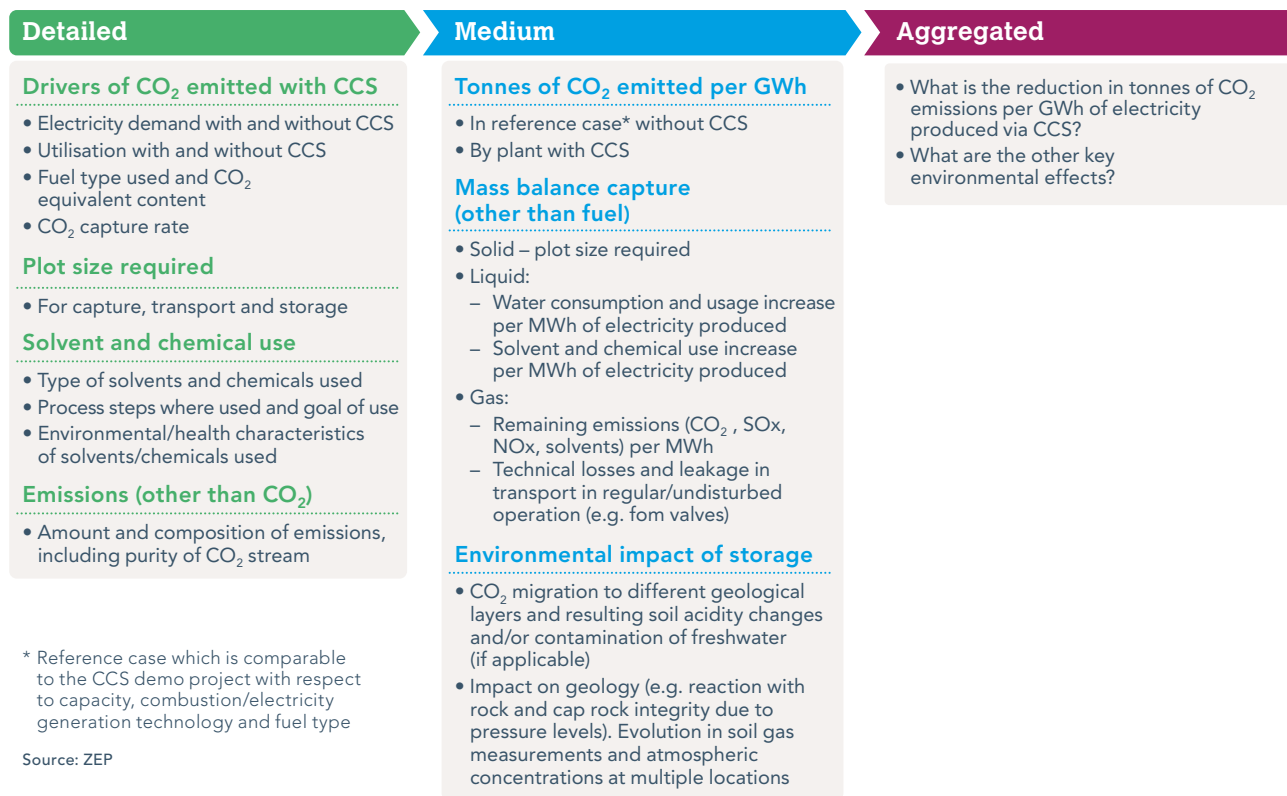 Detailed
Drivers of CO₂ emitted with CCS
• Electricity demand with and without CCS
• Utilisation with and without CCS
• Fuel type used and CO₂
equivalent content
• CO₂ capture rate
Plot size required
• For capture, transport and storage
Solvent and chemical use
• Type of solvents and chemicals used
• Process steps where used and goal of use
• Environmental/health characteristics
of solvents/chemicals used
Emissions (other than CO₂)
• Amount and composition of emissions,
including purity of CO₂ stream
* Reference case which is comparable
to the CCS demo project with respect
to capacity, combustion/electricity
generation technology and fuel type
Source: ZEP
Medium
Tonnes of CO₂ emitted per GWh
• In reference case* without CCS
• By plant with CCS
Mass balance capture
(other than fuel)
• Solid – plot size required
• Liquid:
– Water consumption and usage increase
per MWh of electricity produced
– Solvent and chemical use increase
per MWh of electricity produced
• Gas:
– Remaining emissions (CO₂ , SOx,
NOx, solvents) per MWh
– Technical losses and leakage in
transport in regular/undisturbed
operation (e.g. fom valves)
Environmental impact of storage
• CO₂ migration to different geological
layers and resulting soil acidity changes
and/or contamination of freshwater
(if applicable)
• Impact on geology (e.g. reaction with
rock and cap rock integrity due to
pressure levels). Evolution in soil gas
measurements and atmospheric
concentrations at multiple locations
Aggregated
• What is the reduction in tonnes of CO₂
emissions per GWh of electricity
produced via CCS?
• What are the other key
environmental effects?